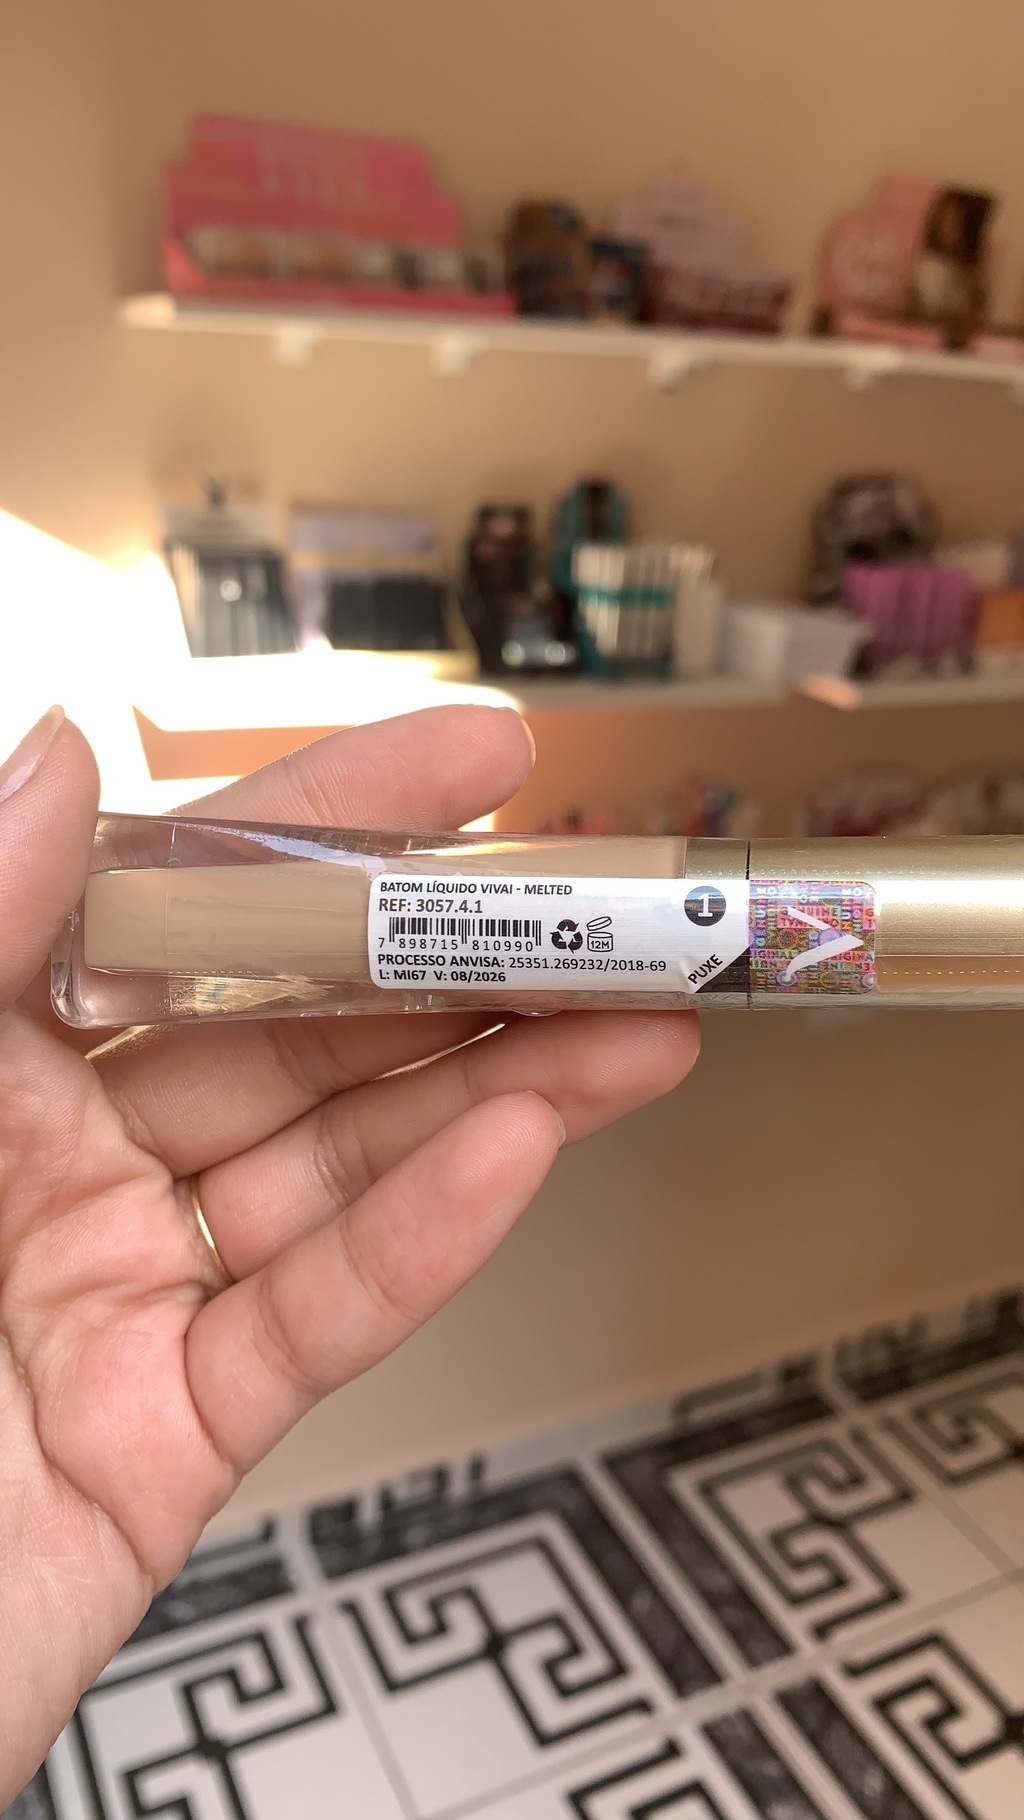 BATOM LÍQUIDO VIVAI - MELTED
REF: 3057.4.1
1
7 898715 810990
12M
PROCESSO ANVISA: 25351.269232/2018-69
L: MI67 V: 08/2026
PUXE
GENUINE